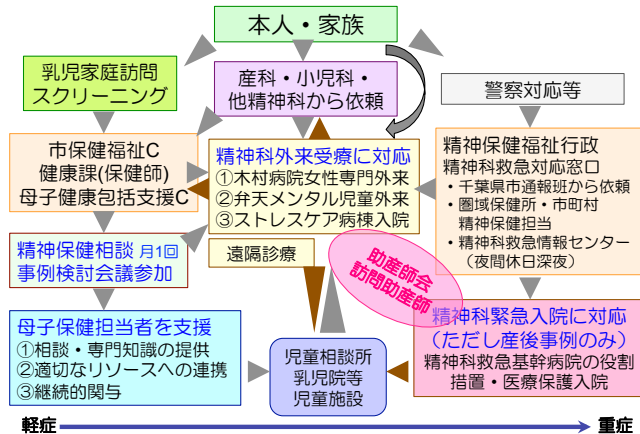 本人・家族
乳児家庭訪問
スクリーニング
産科・小児科・
他精神科から依頼
警察対応等
市保健福祉C
健康課(保健師)
母子健康包括支援C
精神科外来受療に対応
①木村病院女性専門外来
②弁天メンタル児童外来
③ストレスケア病棟入院
精神保健福祉行政
精神科救急対応窓口
・千葉県市通報班から依頼
・圏域保健所・市町村
精神保健担当
・精神科救急情報センター
（夜間休日深夜）
精神保健相談 月1回
事例検討会議参加
遠隔診療
助産師会
訪問助産師
母子保健担当者を支援
①相談・専門知識の提供
②適切なリソースへの連携
③継続的関与
児童相談所
乳児院等
児童施設
精神科緊急入院に対応
（ただし産後事例のみ）
精神科救急基幹病院の役割
措置・医療保護入院
軽症
重症